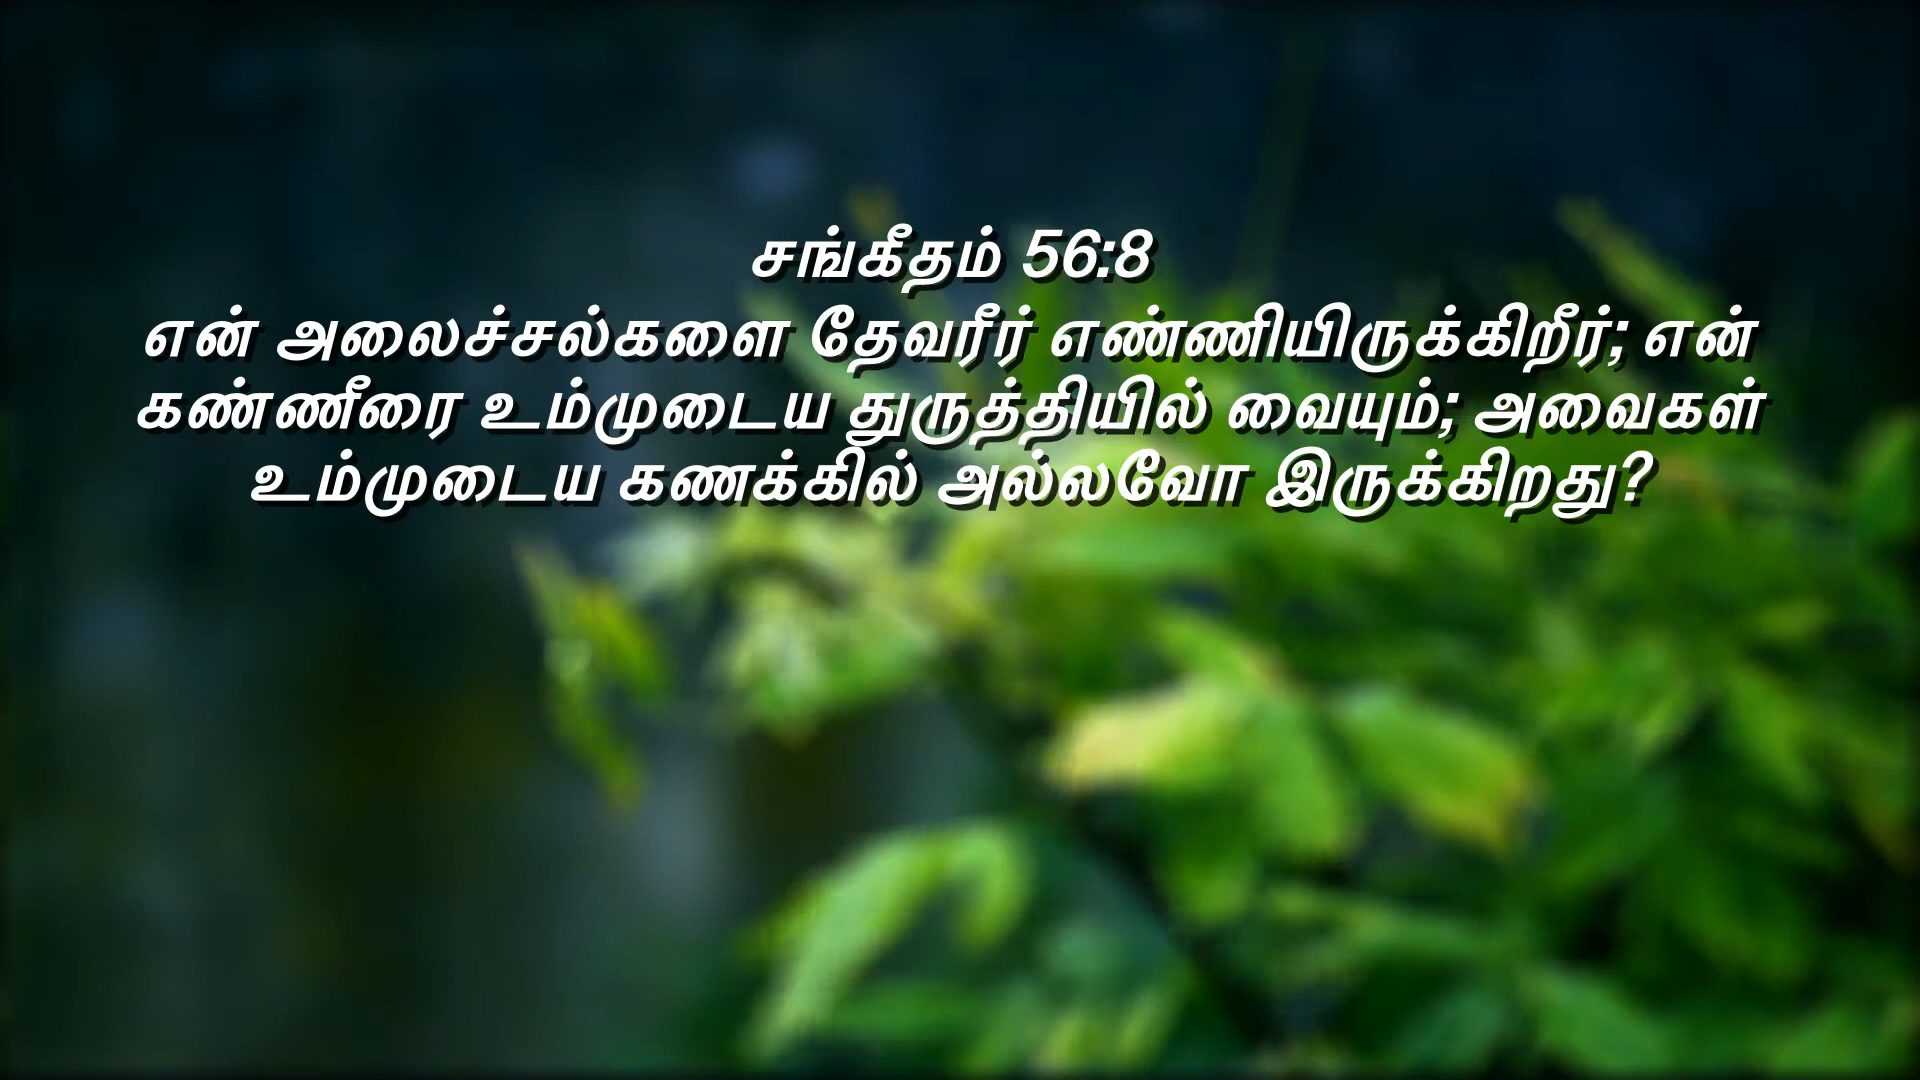 சங்கீதம் 56:8
என் அலைச்சல்களை தேவரீர் எண்ணியிருக்கிறீர்; என்
கண்ணீரை உம்முடைய துருத்தியில் வையும்; அவைகள்
உம்முடைய கணக்கில் அல்லவோ இருக்கிறது?